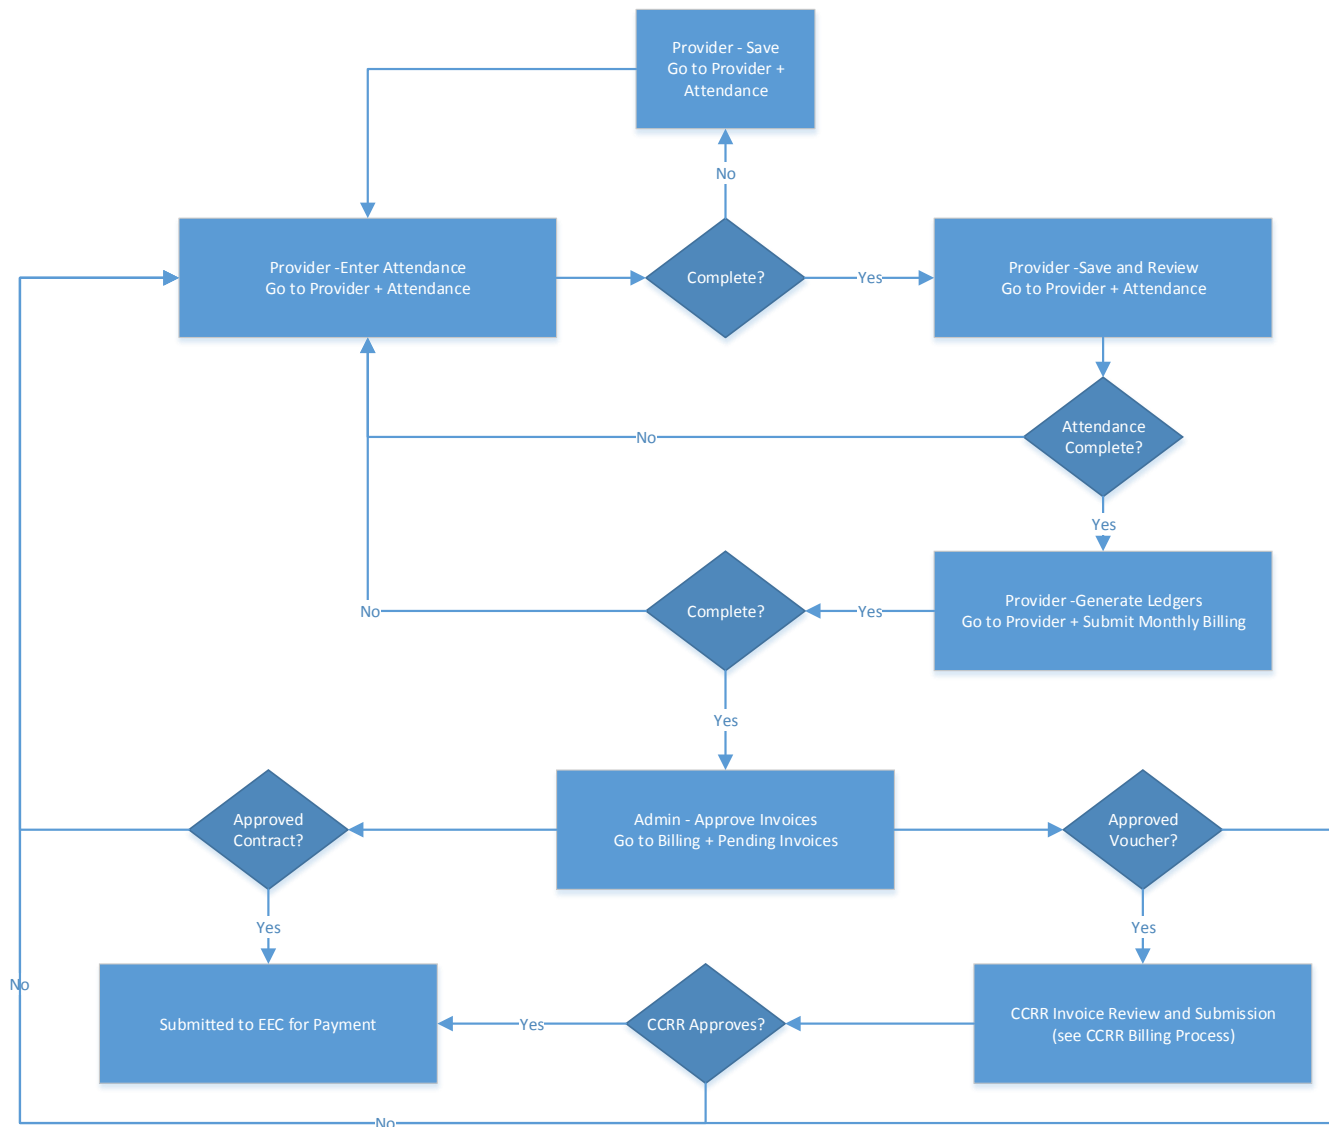 Provider - Save
Go to Provider +
Attendance
No
Provider -Enter Attendance
Go to Provider + Attendance
Complete?
Yes
Provider -Save and Review
Go to Provider + Attendance
Attendance
Complete?
No
Yes
Provider -Generate Ledgers
Go to Provider + Submit Monthly Billing
Yes
Complete?
No
Yes
Approved
Contract?
Admin - Approve Invoices
Go to Billing + Pending Invoices
Approved
Voucher?
Yes
Yes
No
Submitted to EEC for Payment
Yes
CCRR Approves?
CCRR Invoice Review and Submission
(see CCRR Billing Process)
No